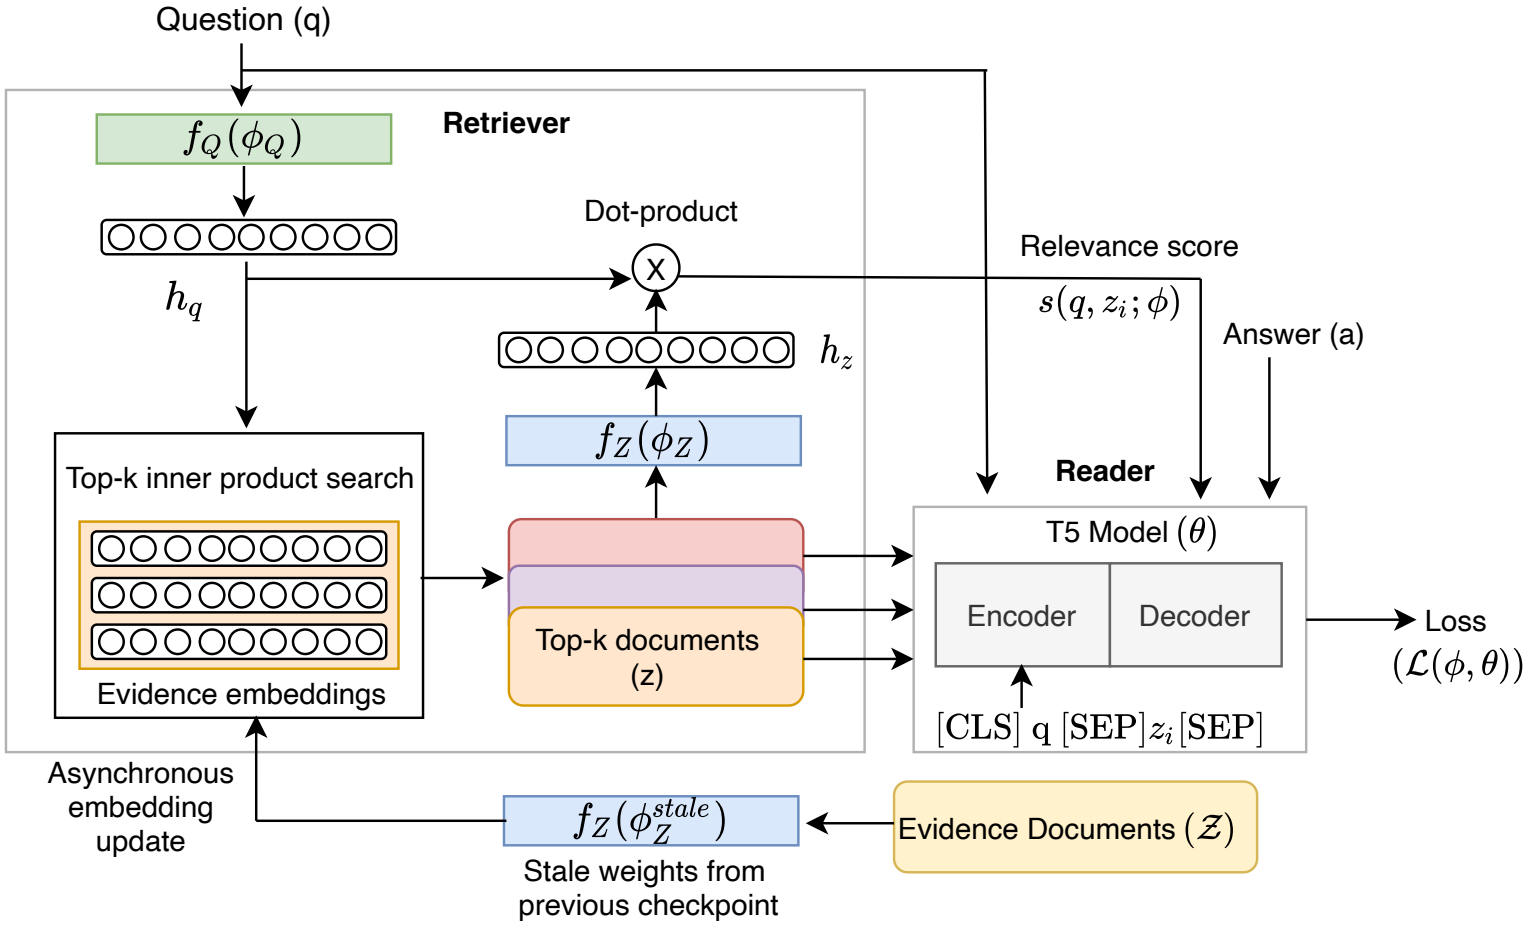 Question (q)
Retriever
f_Q(ϕ_Q)
Dot-product
X
h_q
Relevance score
s(q, z_i; ϕ)
Answer (a)
h_z
f_Z(ϕ_Z)
Top-k inner product search
Evidence embeddings
Top-k documents
(z)
Reader
T5 Model (θ)
Encoder
Decoder
[CLS] q [SEP]z_i[SEP]
Loss
(ℒ(ϕ, θ))
Asynchronous
embedding
update
f_Z(ϕ_Z^{stale})
Stale weights from
previous checkpoint
Evidence Documents (𝒵)